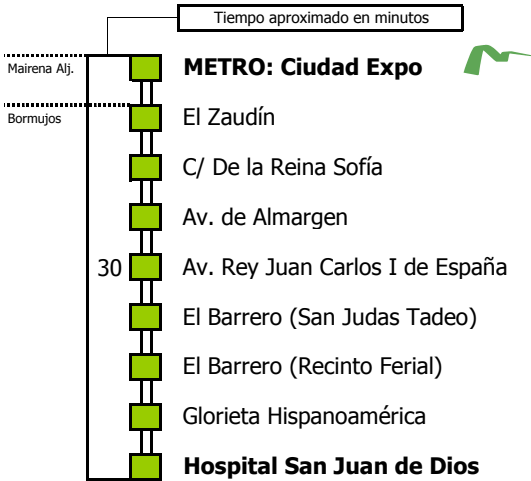 Tiempo aproximado en minutos
Mairena Alj.
METRO: Ciudad Expo
Bormujos
El Zaudín
C/ De la Reina Sofía
Av. de Almargen
30
Av. Rey Juan Carlos I de España
El Barrero (San Judas Tadeo)
El Barrero (Recinto Ferial)
Glorieta Hispanoamérica
Hospital San Juan de Dios